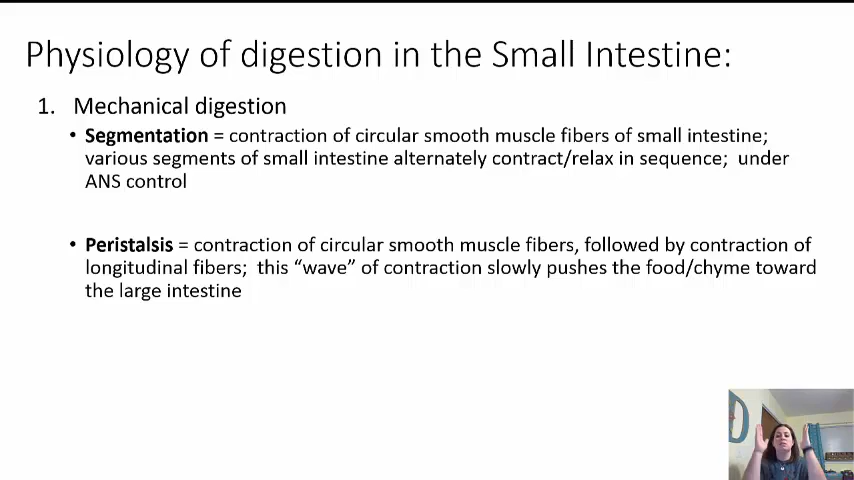 Physiology of digestion in the Small Intestine:
1. Mechanical digestion
• Segmentation = contraction of circular smooth muscle fibers of small intestine;
various segments of small intestine alternately contract/relax in sequence; under
ANS control
• Peristalsis = contraction of circular smooth muscle fibers, followed by contraction of
longitudinal fibers; this “wave” of contraction slowly pushes the food/chyme toward
the large intestine
D